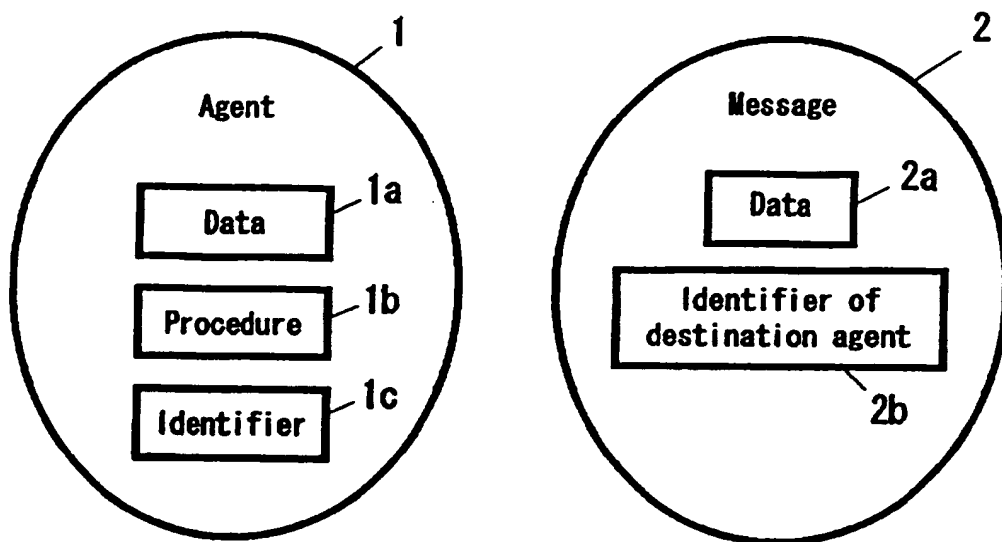 1
Agent
1a
Data
1b
Procedure
1c
Identifier
2
Message
2a
Data
Identifier of
destination agent
2b